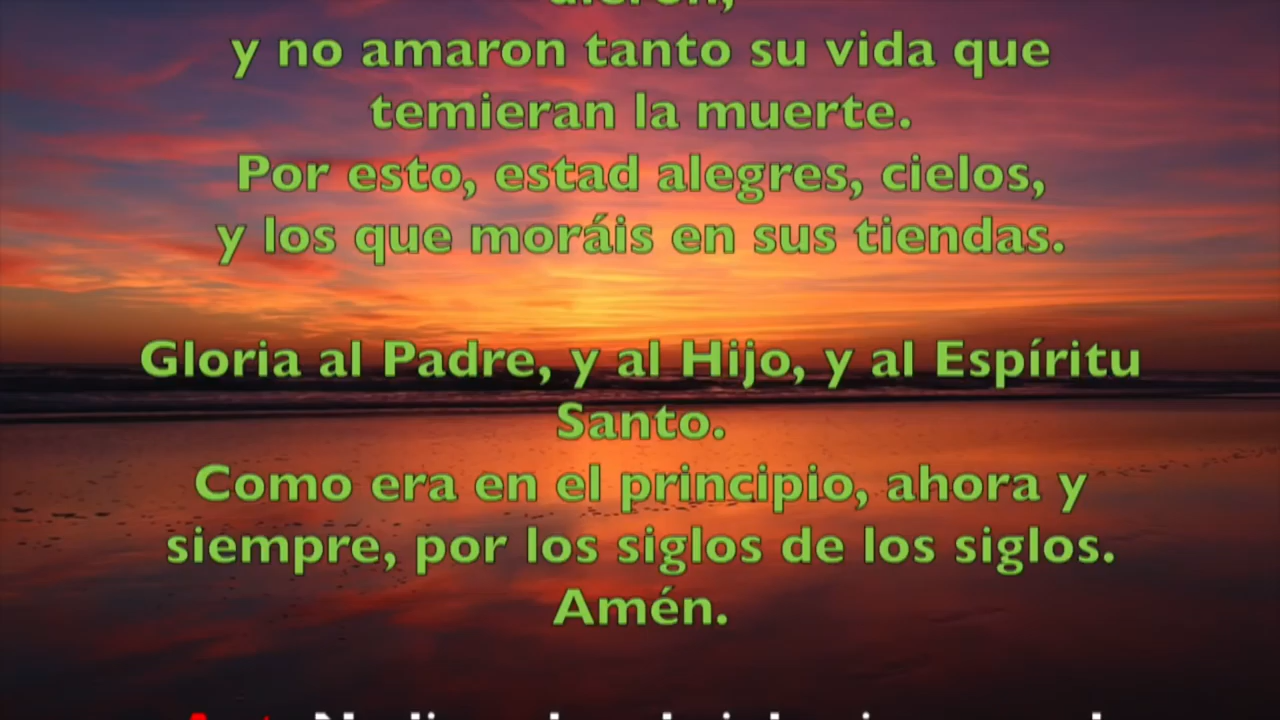 y no amaron tanto su vida que
temieran la muerte.
Por esto, estad alegres, cielos,
y los que moráis en sus tiendas.
Gloria al Padre, y al Hijo, y al Espíritu
Santo.
Como era en el principio, ahora y
siempre, por los siglos de los siglos.
Amén.